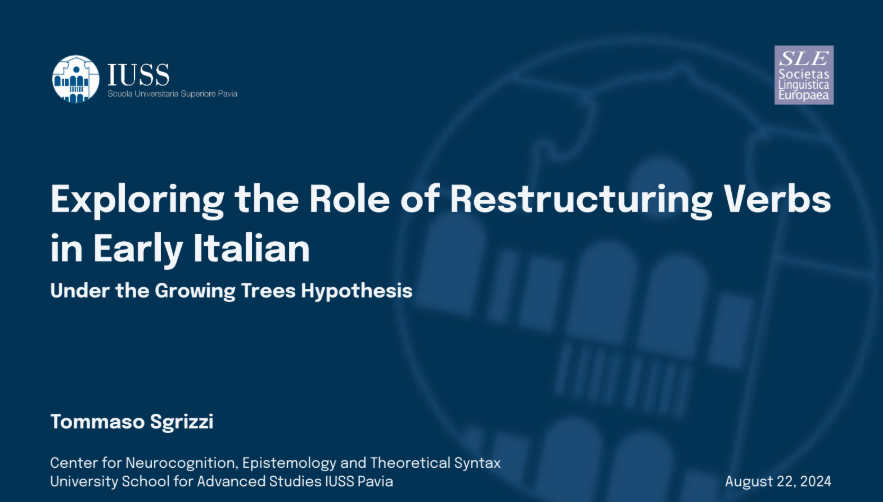 IUSS
Scuola Universitaria Superiore Pavia
SLE
Societas
Linguistica
Europaea
Exploring the Role of Restructuring Verbs
in Early Italian
Under the Growing Trees Hypothesis
Tommaso Sgrizzi
Center for Neurocognition, Epistemology and Theoretical Syntax
University School for Advanced Studies IUSS Pavia
August 22, 2024